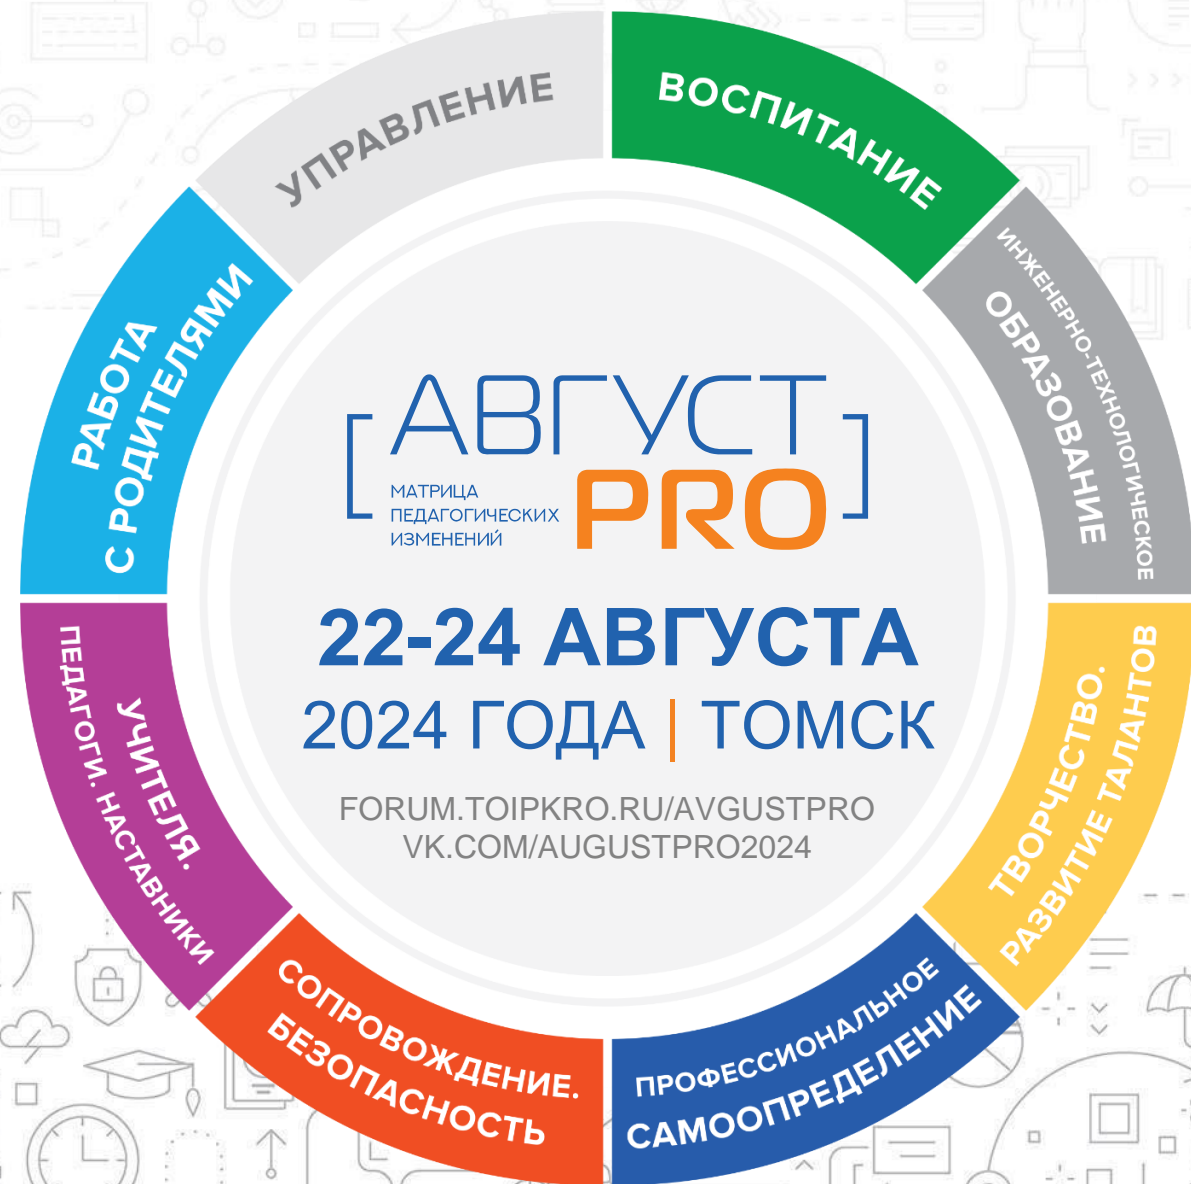 УПРАВЛЕНИЕ
ВОСПИТАНИЕ
ИНЖЕНЕРНО-ТЕХНОЛОГИЧЕСКОЕ
ОБРАЗОВАНИЕ
ТВОРЧЕСТВО.
РАЗВИТИЕ ТАЛАНТОВ
ПРОФЕССИОНАЛЬНОЕ
САМООПРЕДЕЛЕНИЕ
СОПРОВОЖДЕНИЕ.
БЕЗОПАСНОСТЬ
УЧИТЕЛЯ.
ПЕДАГОГИ. НАСТАВНИКИ
РАБОТА
С РОДИТЕЛЯМИ
[АВГУСТ
PRO]
МАТРИЦА
ПЕДАГОГИЧЕСКИХ
ИЗМЕНЕНИЙ
22-24 АВГУСТА
2024 ГОДА | ТОМСК
FORUM.TOIPKRO.RU/AVGUSTPRO
VK.COM/AUGUSTPRO2024